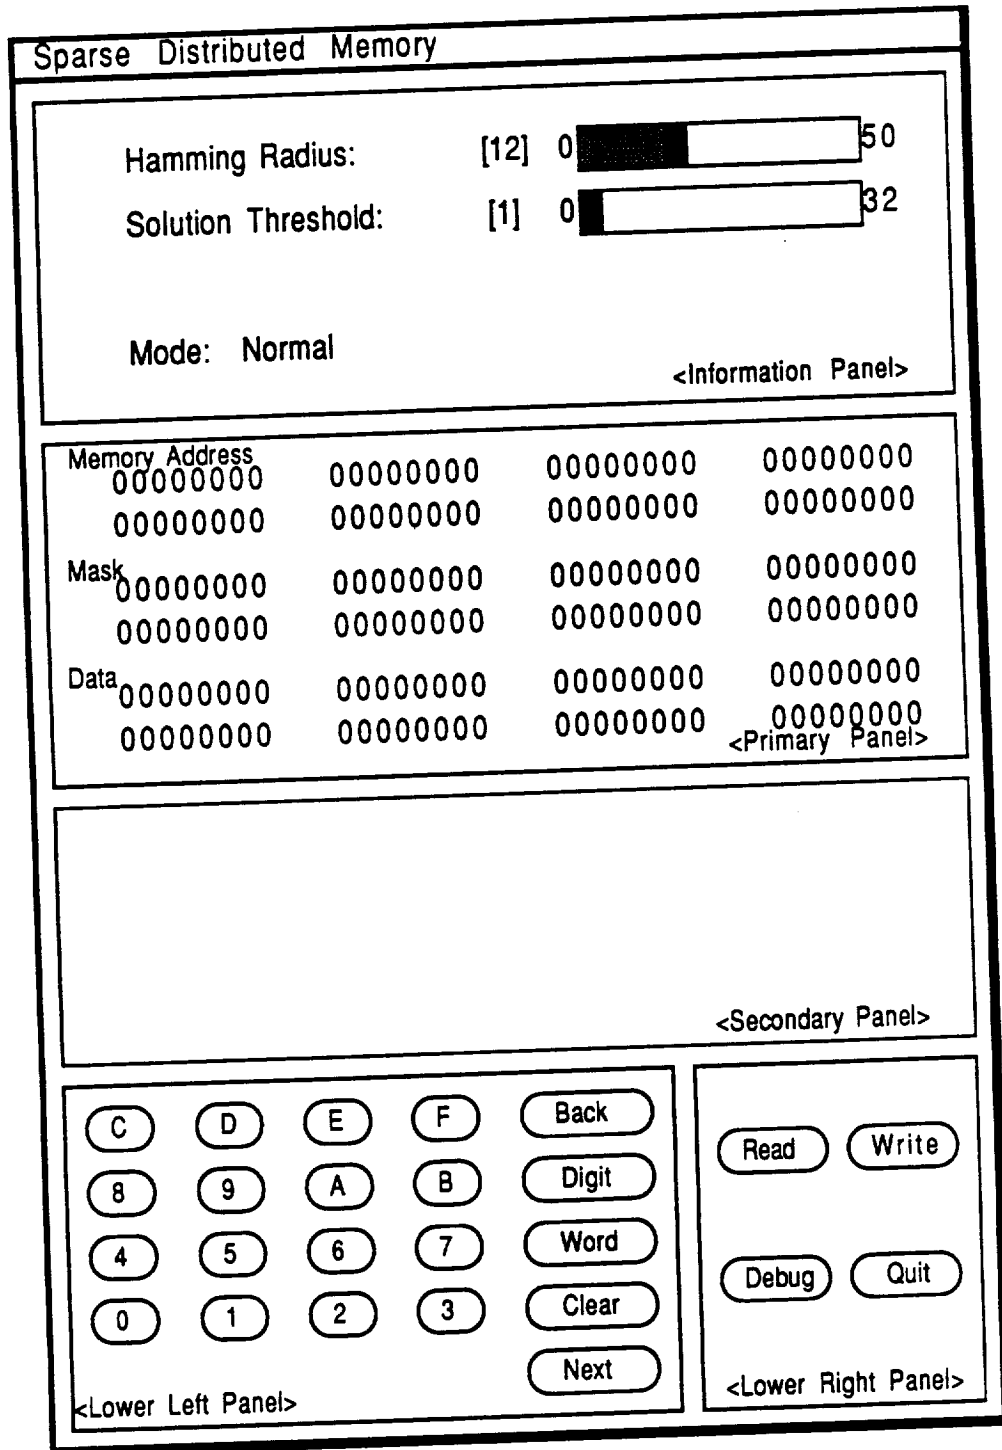 Sparse Distributed Memory
Hamming Radius: [12] 0 50
Solution Threshold: [1] 0 32
Mode: Normal
<Information Panel>
Memory Address
00000000 00000000 00000000 00000000
00000000 00000000 00000000 00000000
Mask
00000000 00000000 00000000 00000000
00000000 00000000 00000000 00000000
Data
00000000 00000000 00000000 00000000
00000000 00000000 00000000 00000000
<Primary Panel>
<Secondary Panel>
C D E F Back
8 9 A B Digit
4 5 6 7 Word
0 1 2 3 Clear
Next
<Lower Left Panel>
Read Write
Debug Quit
<Lower Right Panel>